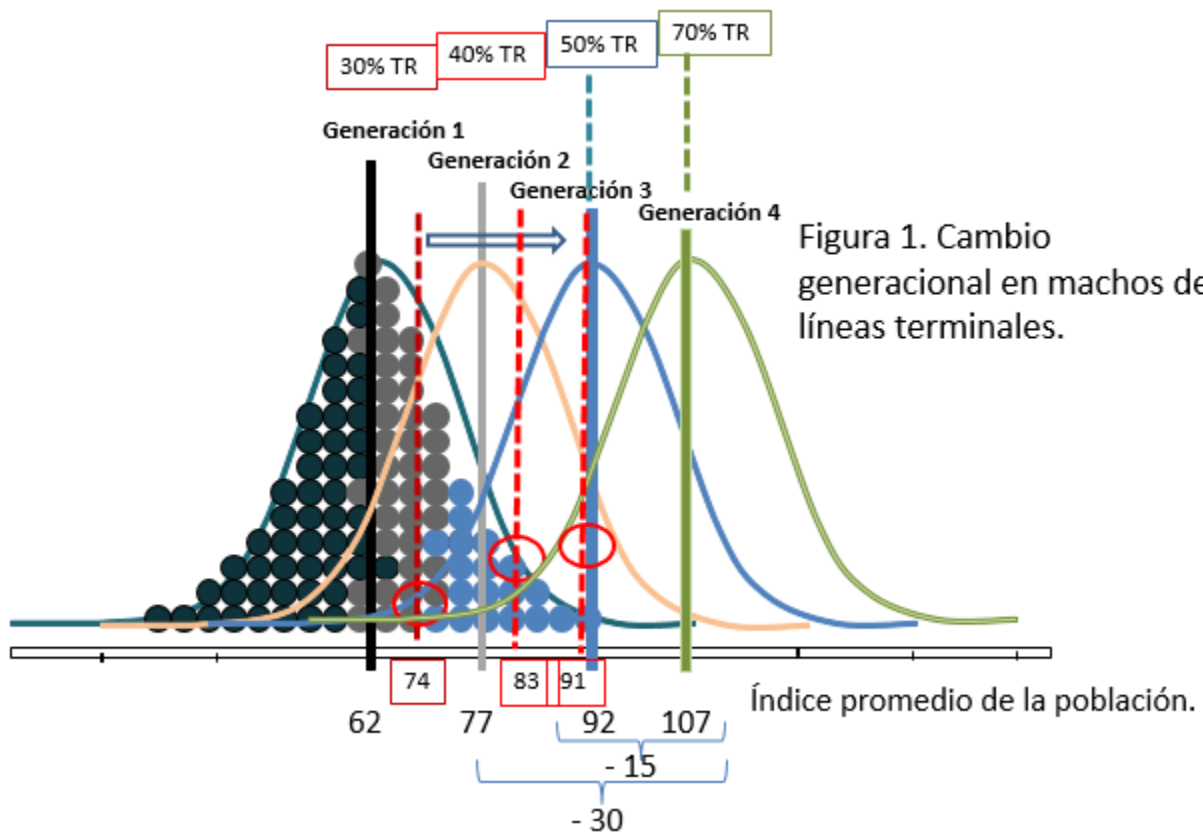 70% TR
50% TR
40% TR
30% TR
Generación 1
Generación 2
Generación 3
Generación 4
Figura 1. Cambio
generacional en machos de
líneas terminales.
74
83
91
Índice promedio de la población.
62
77
92
107
- 15
- 30